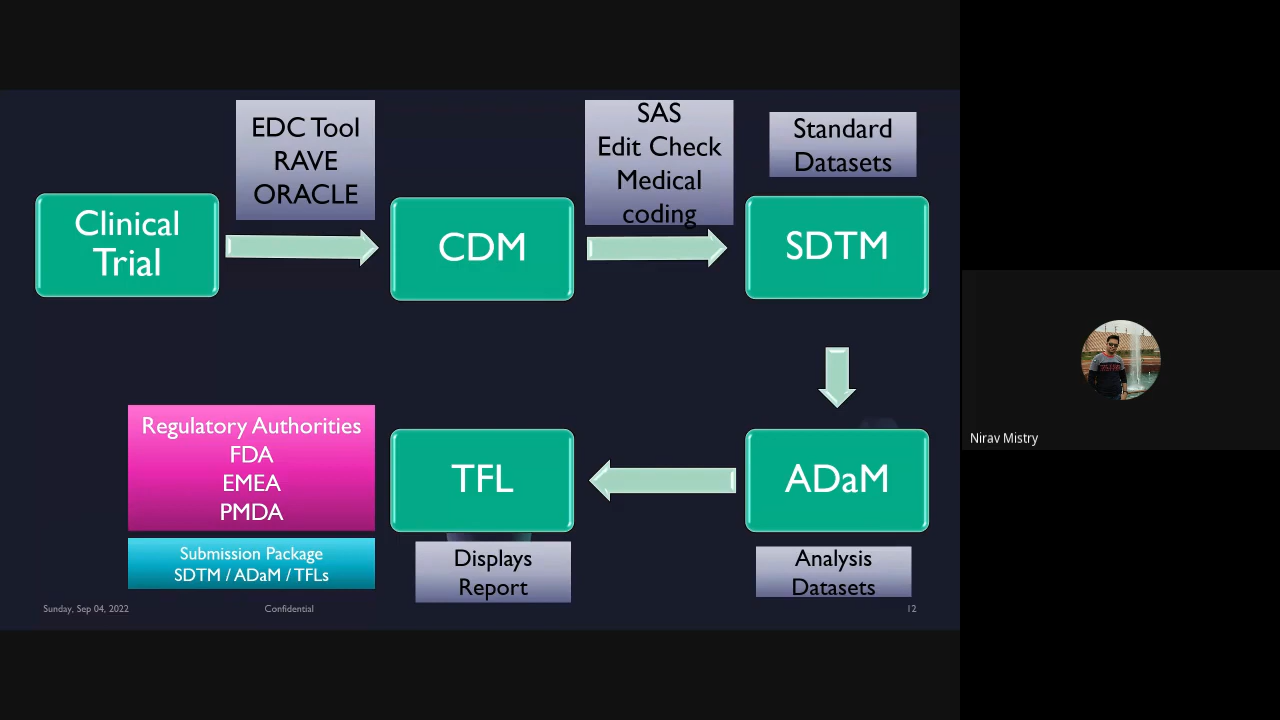 EDC Tool
RAVE
ORACLE
SAS
Edit Check
Medical
coding
Standard
Datasets
Clinical
Trial
CDM
SDTM
Regulatory Authorities
FDA
EMEA
PMDA
TFL
ADaM
Submission Package
SDTM / ADaM / TFLs
Displays
Report
Analysis
Datasets
Sunday, Sep 04, 2022
Confidential
12
Nirav Mistry